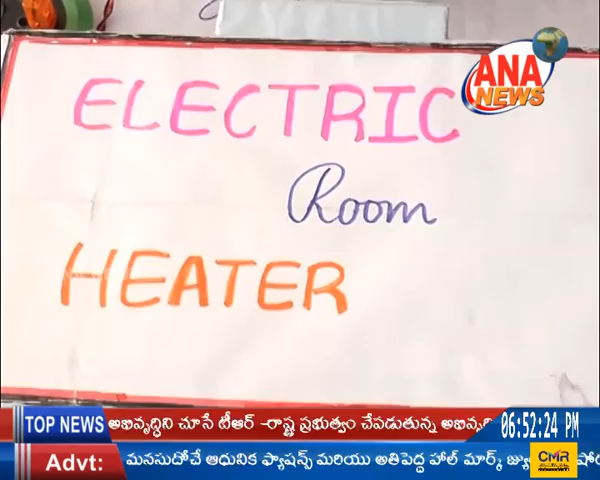 ANA
NEWS
ELECTRIC
Room
HEATER
TOP NEWS
అభివృద్ధిని చూసే టీఆర్ -రాష్ట్ర ప్రభుత్వం చేపడుతున్న
06:52:24 PM
Advt:
మనసుదోచే ఆధునిక ఫ్యాషన్స్ మరియు అతిపెద్ద హాల్ మార్క్
CMR